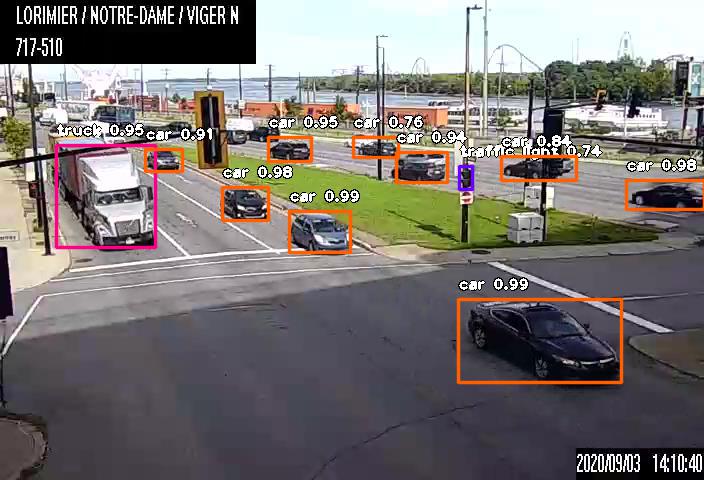 LORIMIER / NOTRE-DAME / VIGER N
717-510
truck 0.95
car 0.91
car 0.95
car 0.76
car 0.94
car 0.84
traffic light 0.74
car 0.98
car 0.98
car 0.99
car 0.99
2020/09/03 14:10:40